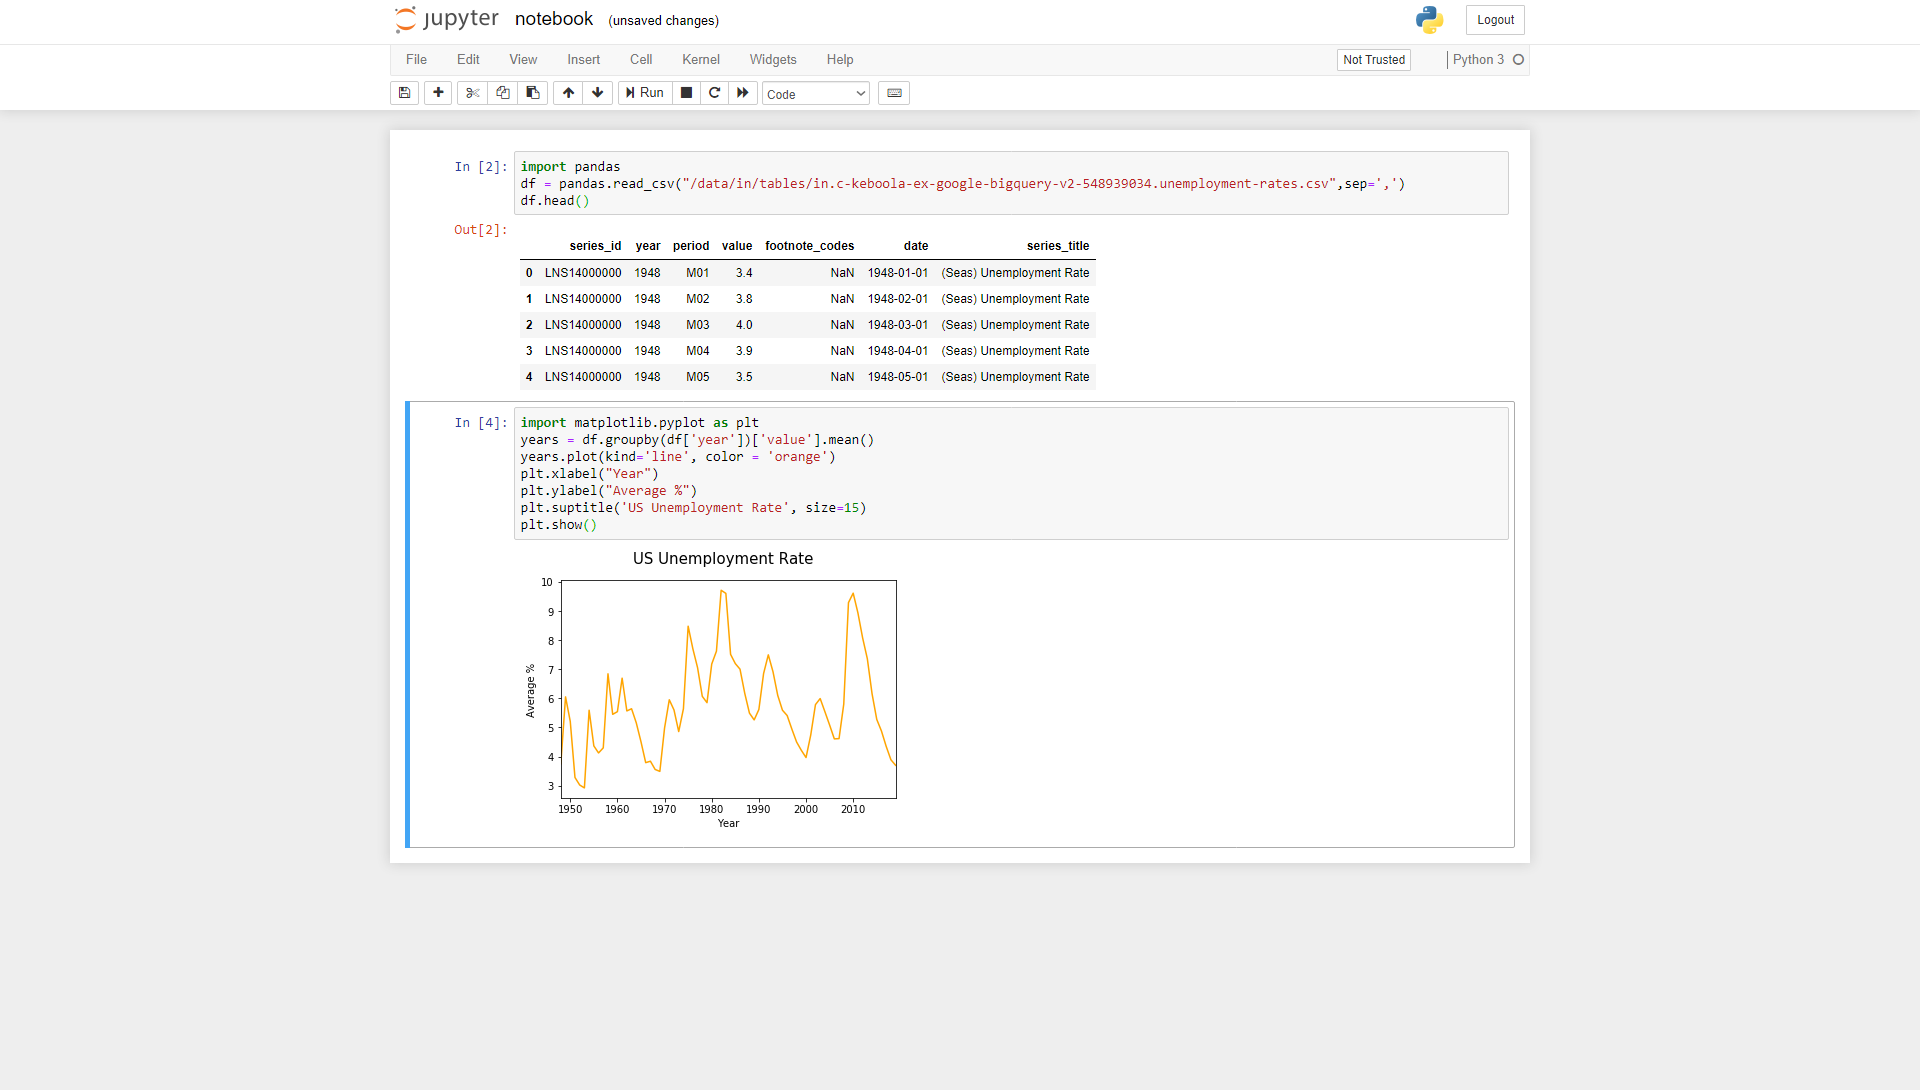 jupyter notebook (unsaved changes) Logout
File Edit View Insert Cell Kernel Widgets Help Not Trusted Python 3
Run Code
In [2]: import pandas
df = pandas.read_csv("/data/in/tables/in.c-keboola-ex-google-bigquery-v2-548939034.unemployment-rates.csv",sep=',')
df.head()
Out[2]:
series_id year period value footnote_codes date series_title
0 LNS14000000 1948 M01 3.4 NaN 1948-01-01 (Seas) Unemployment Rate
1 LNS14000000 1948 M02 3.8 NaN 1948-02-01 (Seas) Unemployment Rate
2 LNS14000000 1948 M03 4.0 NaN 1948-03-01 (Seas) Unemployment Rate
3 LNS14000000 1948 M04 3.9 NaN 1948-04-01 (Seas) Unemployment Rate
4 LNS14000000 1948 M05 3.5 NaN 1948-05-01 (Seas) Unemployment Rate
In [4]: import matplotlib.pyplot as plt
years = df.groupby(df['year'])['value'].mean()
years.plot(kind='line', color = 'orange')
plt.xlabel("Year")
plt.ylabel("Average %")
plt.suptitle('US Unemployment Rate', size=15)
plt.show()
US Unemployment Rate
10
9
8
7
6
5
4
3
Average %
1950 1960 1970 1980 1990 2000 2010
Year